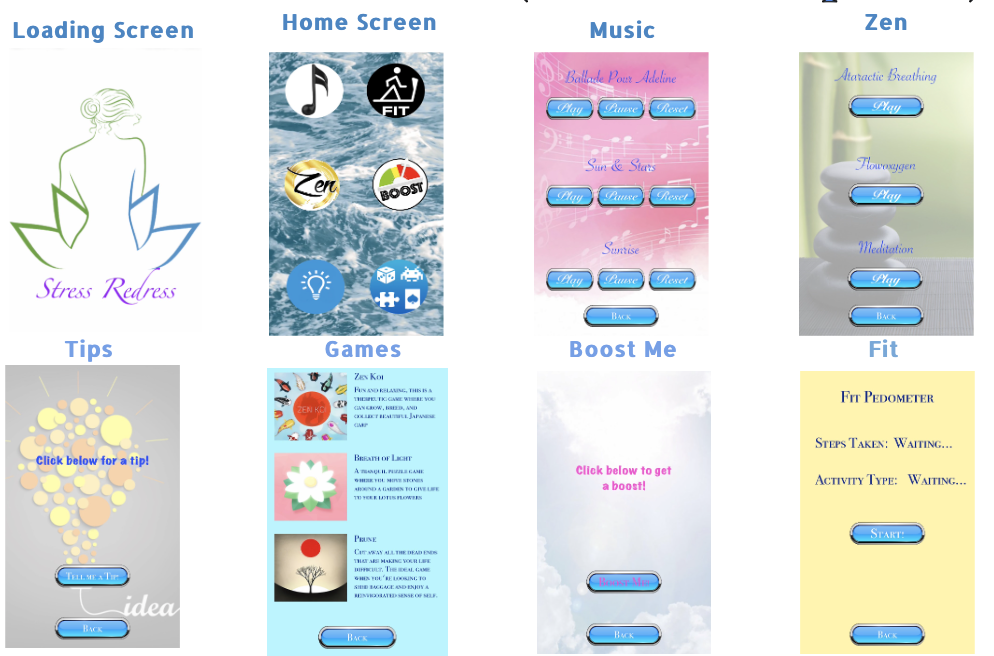 Loading Screen
Home Screen
Music
Zen
Stress Redress
FIT
Zen
BOOST
Ballade Pour Adeline
Play Pause Reset
Sun & Stars
Play Pause Reset
Sunrise
Play Pause Reset
Back
Ataractic Breathing
Play
Flowoxygen
Play
Meditation
Play
Back
Tips
Games
Boost Me
Fit
Click below for a tip!
Tell me a Tip
idea
Back
ZEN KOI
Zen Koi
Fun and relaxing, this is a
therpeutic game where you
can grow, breed, and
collect beautiful Japanese
carp
Breath of Light
A tranquil puzzle game
where you move stones
around a garden to give life
to your lotus flowers
Prune
Cut away all the dead ends
that are making your life
difficult. The ideal game
when you're looking to
shed baggage and enjoy a
reinvigorated sense of self.
Back
Click below to get
a boost!
Boost Me!
Back
Fit Pedometer
Steps Taken: Waiting...
Activity Type: Waiting...
Start!
Back